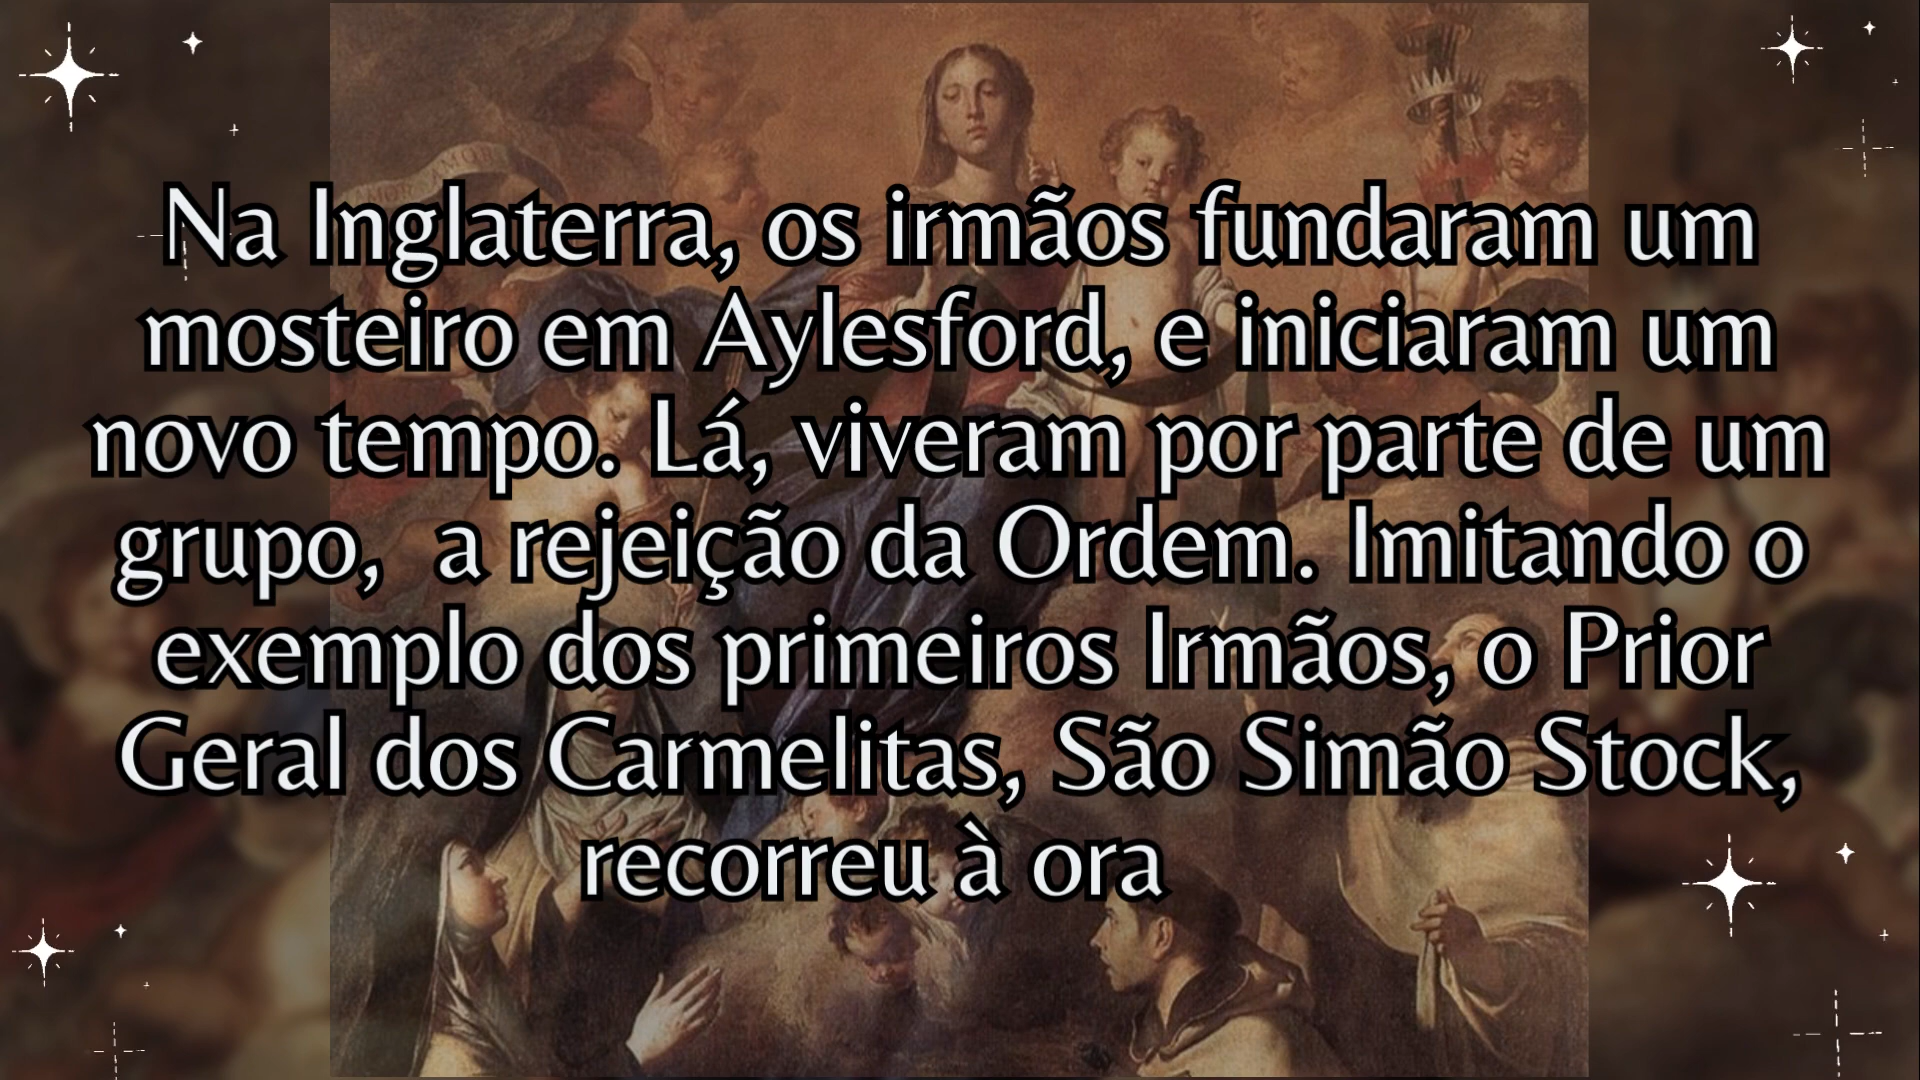 Na Inglaterra, os irmãos fundaram um
mosteiro em Aylesford, e iniciaram um
novo tempo. Lá, viveram por parte de um
grupo,  a rejeição da Ordem. Imitando o
exemplo dos primeiros Irmãos, o Prior
Geral dos Carmelitas, São Simão Stock,
recorreu à ora